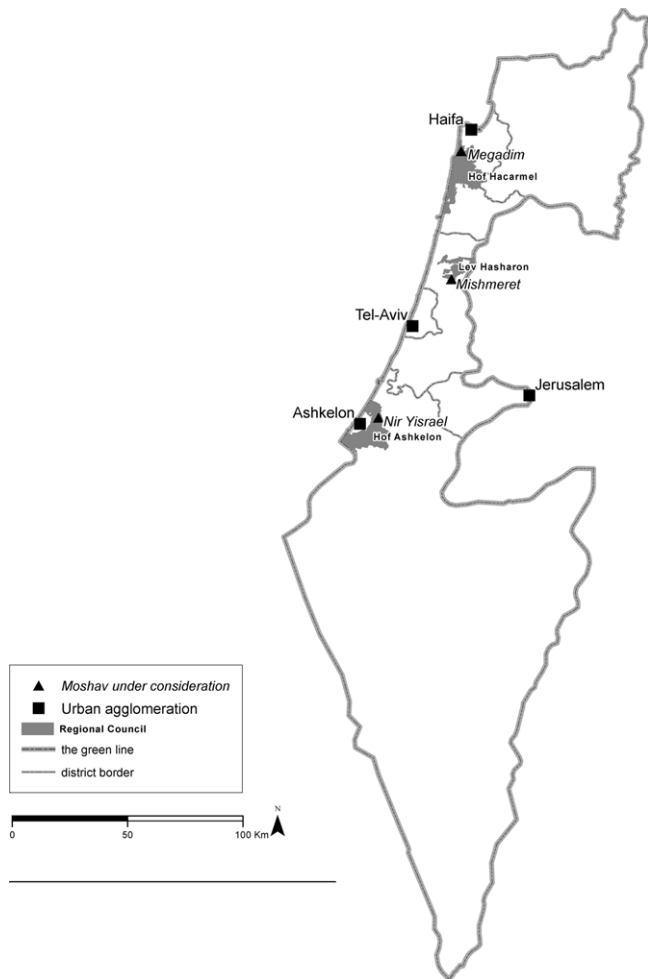 Haifa
Megadim
Hof Hacarmel
Lev Hasharon
Mishmeret
Tel-Aviv
Jerusalem
Ashkelon
Nir Yisrael
Hof Ashkelon
Moshav under consideration
Urban agglomeration
Regional Council
the green line
district border
N
0 50 100 Km